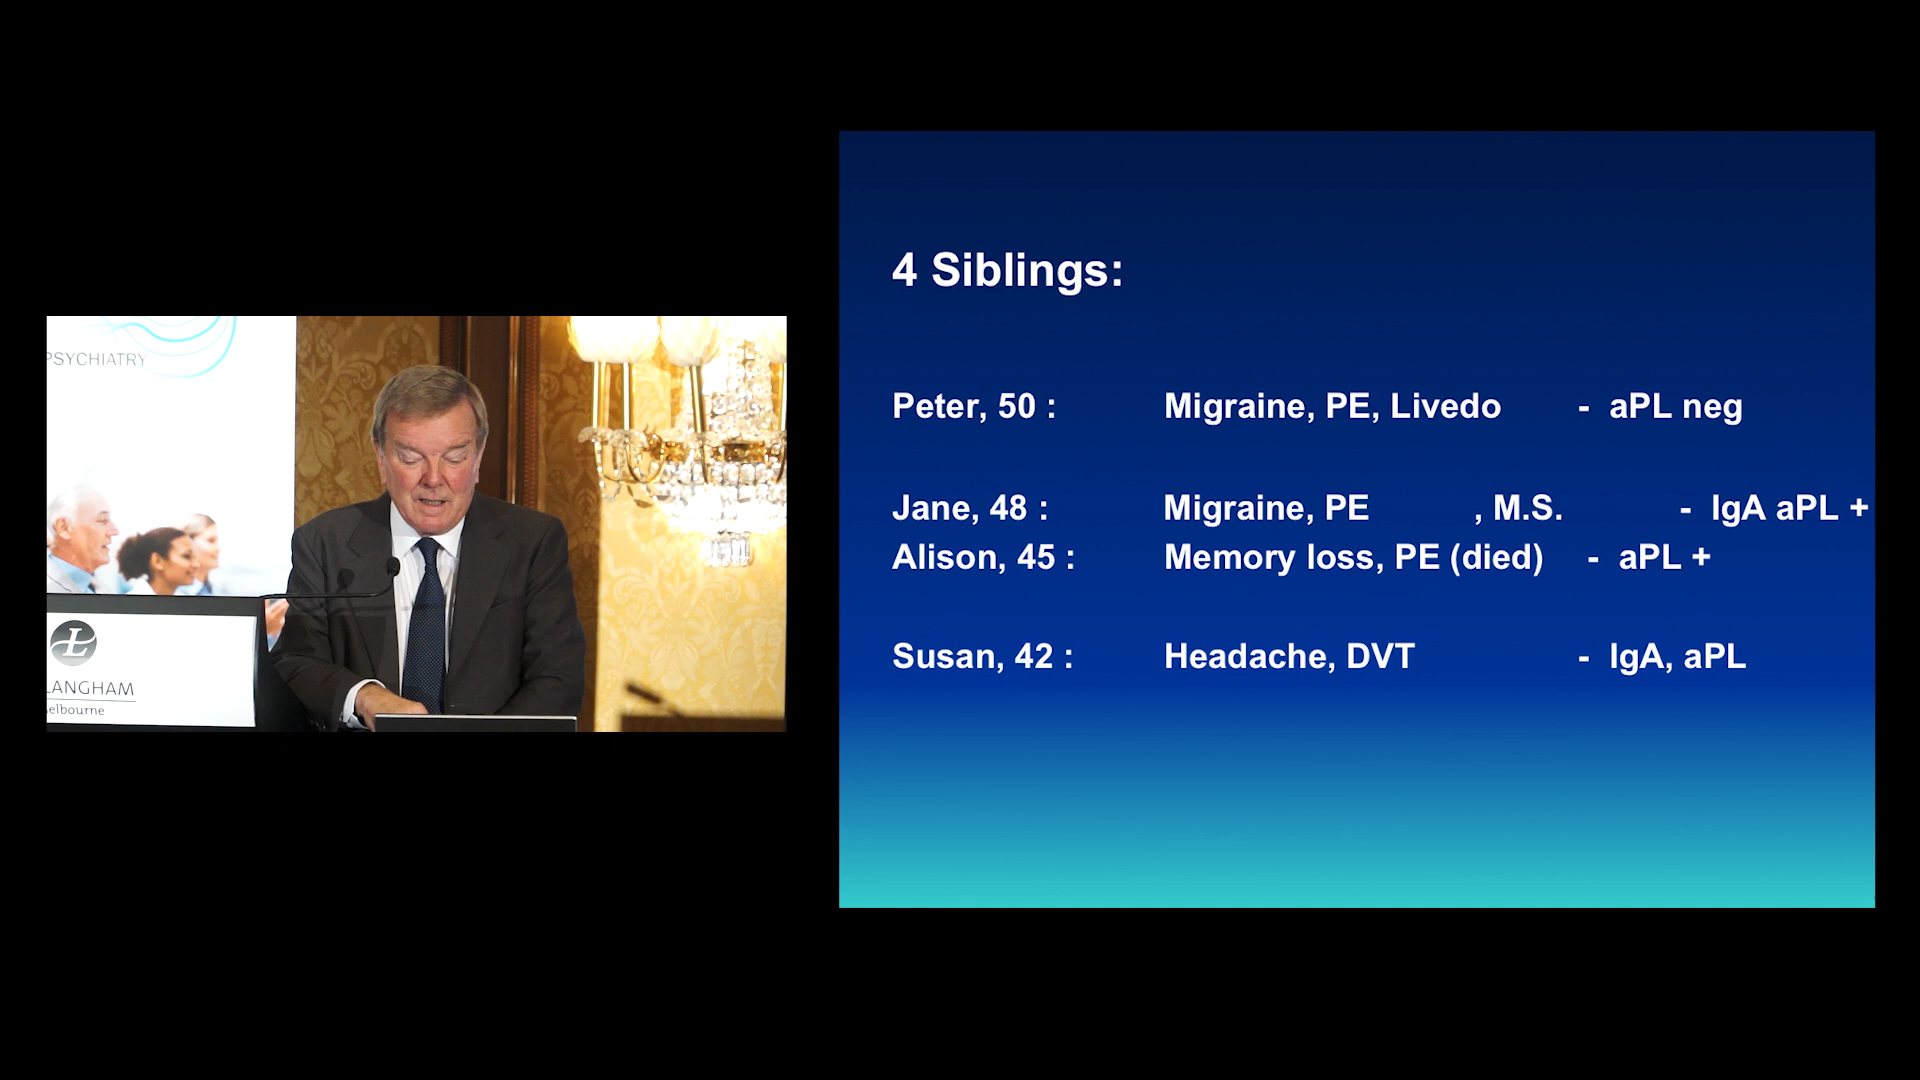 PSYCHIATRY
LANGHAM
elbourne
4 Siblings:
Peter, 50 : Migraine, PE, Livedo - aPL neg
Jane, 48 : Migraine, PE , M.S. - IgA aPL +
Alison, 45 : Memory loss, PE (died) - aPL +
Susan, 42 : Headache, DVT - IgA, aPL